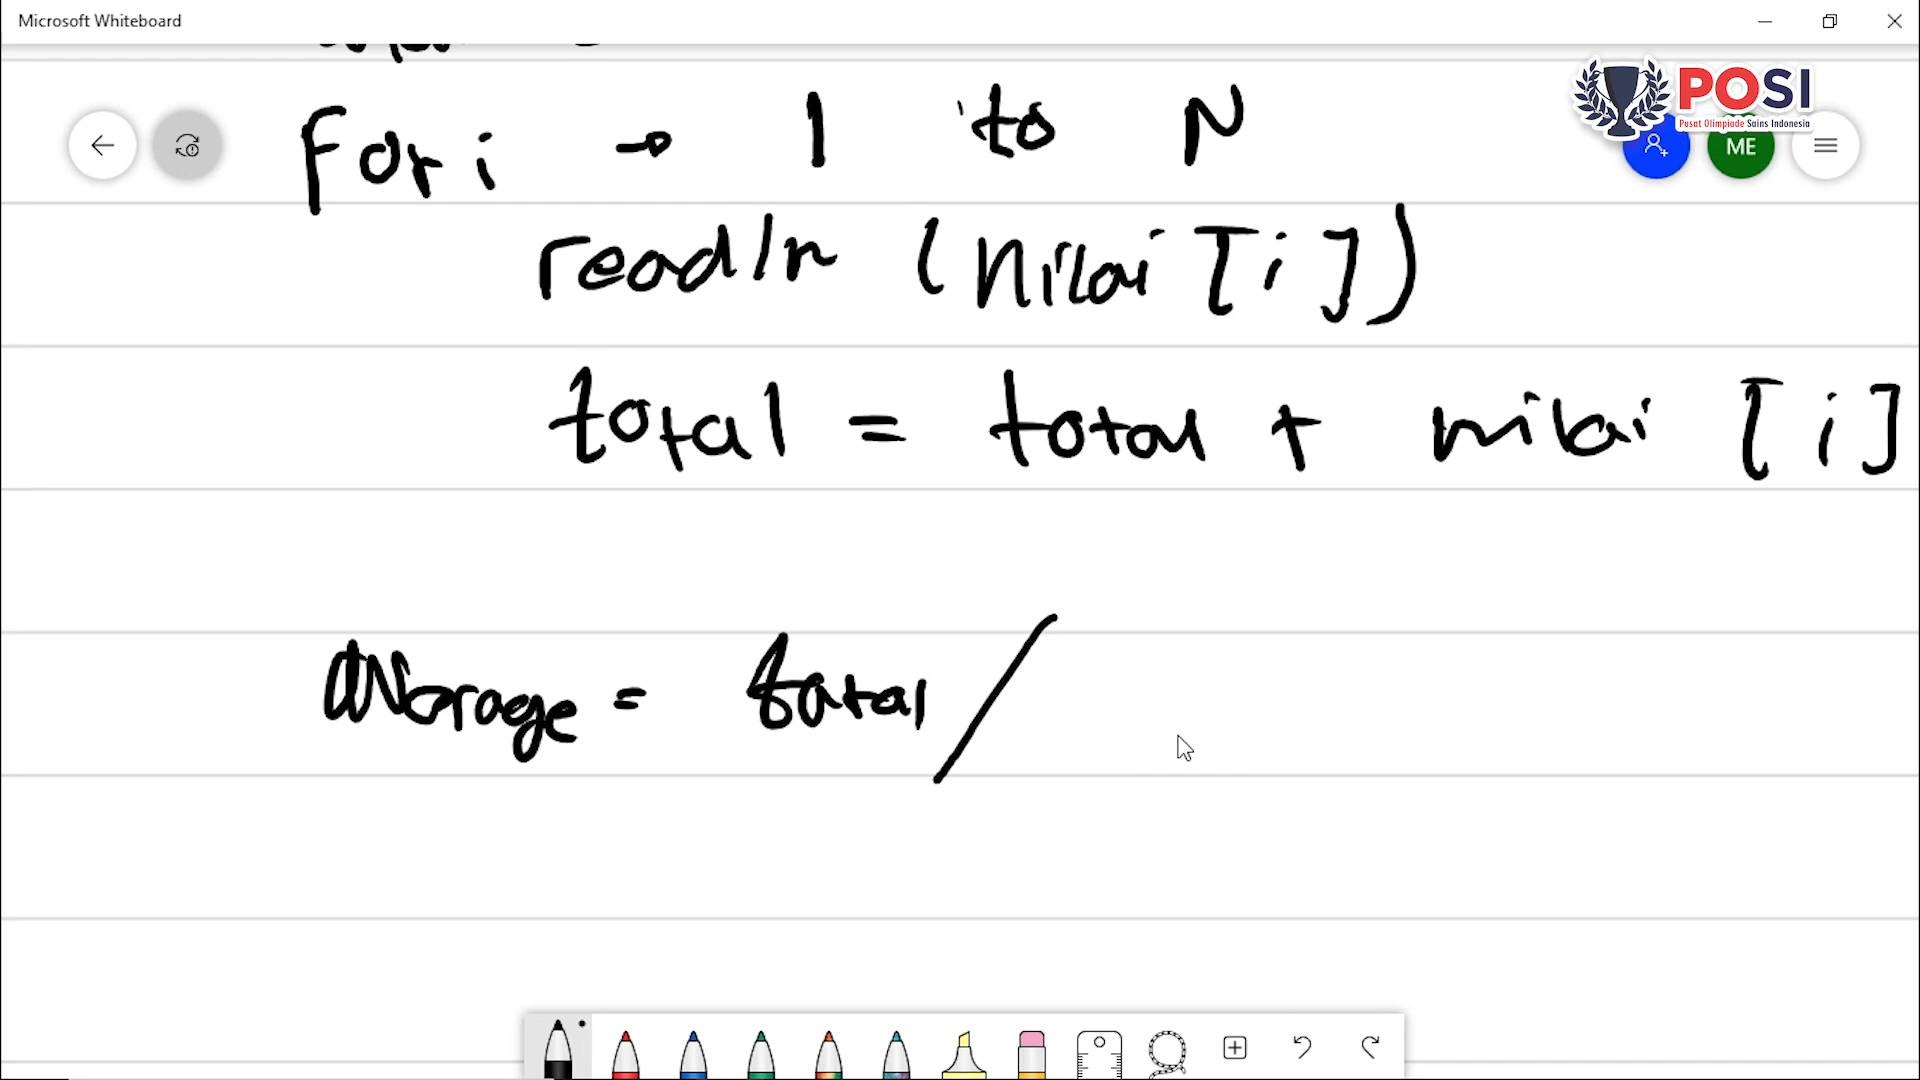 Microsoft Whiteboard
POSI
Pusat Olimpiade Sains Indonesia
ME
For i → 1 to N
readln (nilai [i])
total = total + nilai [i]
average = total /